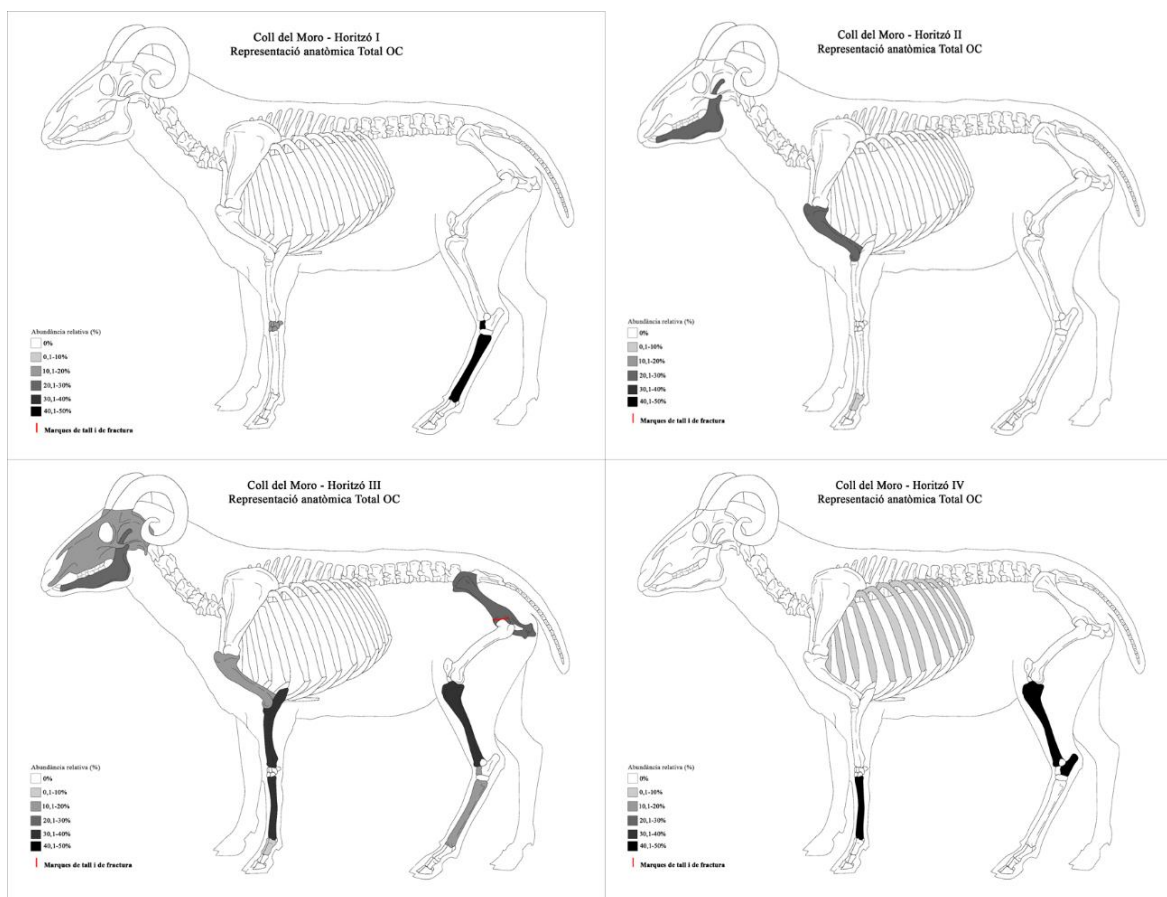 Coll del Moro - Horitzó I
Representació anatòmica Total OC
Abundància relativa (%)
0%
0,1-10%
10,1-20%
20,1-30%
30,1-40%
40,1-50%
Marques de tall i de fractura
Coll del Moro - Horitzó II
Representació anatòmica Total OC
Abundància relativa (%)
0%
0,1-10%
10,1-20%
20,1-30%
30,1-40%
40,1-50%
Marques de tall i de fractura
Coll del Moro - Horitzó III
Representació anatòmica Total OC
Abundància relativa (%)
0%
0,1-10%
10,1-20%
20,1-30%
30,1-40%
40,1-50%
Marques de tall i de fractura
Coll del Moro - Horitzó IV
Representació anatòmica Total OC
Abundància relativa (%)
0%
0,1-10%
10,1-20%
20,1-30%
30,1-40%
40,1-50%
Marques de tall i de fractura